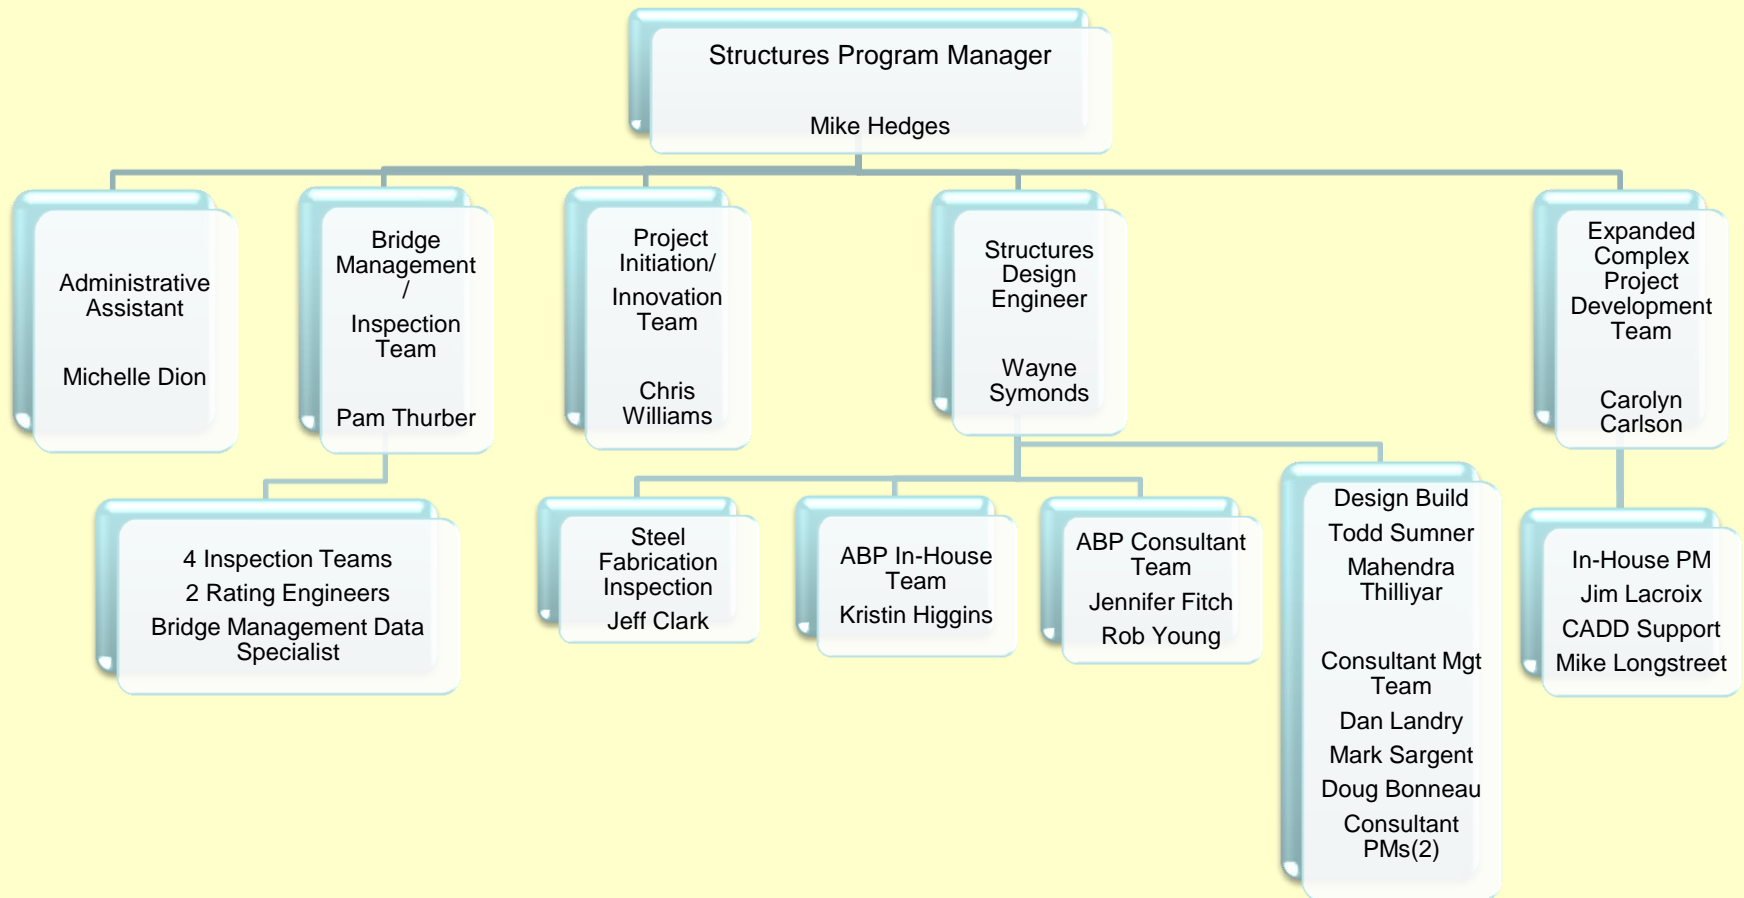 Structures Program Manager
Mike Hedges
Administrative
Assistant
Michelle Dion
Bridge
Management
/
Inspection
Team
Pam Thurber
Project
Initiation/
Innovation
Team
Chris
Williams
Structures
Design
Engineer
Wayne
Symonds
Expanded
Complex
Project
Development
Team
Carolyn
Carlson
4 Inspection Teams
2 Rating Engineers
Bridge Management Data
Specialist
Steel
Fabrication
Inspection
Jeff Clark
ABP In-House
Team
Kristin Higgins
ABP Consultant
Team
Jennifer Fitch
Rob Young
Design Build
Todd Sumner
Mahendra
Thilliyar
Consultant Mgt
Team
Dan Landry
Mark Sargent
Doug Bonneau
Consultant
PMs(2)
In-House PM
Jim Lacroix
CADD Support
Mike Longstreet